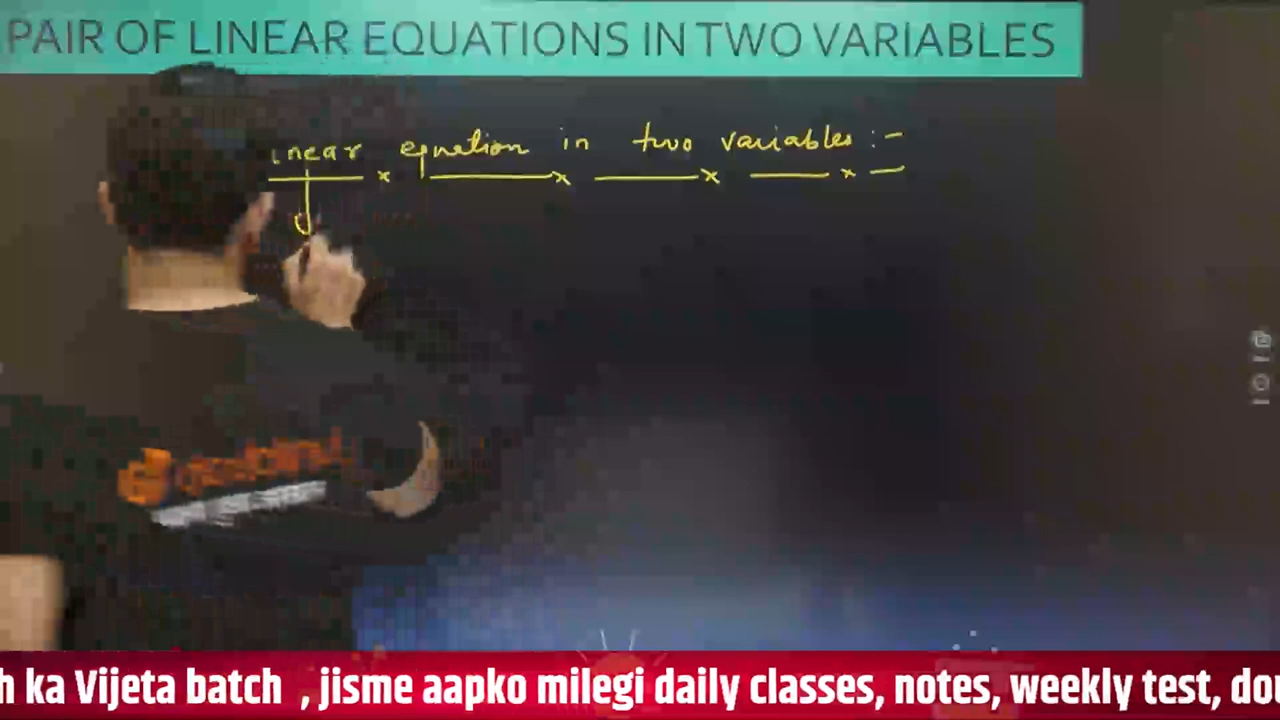 PAIR OF LINEAR EQUATIONS IN TWO VARIABLES
inear equation in two variables :-
h ka Vijeta batch , jisme aapko milegi daily classes, notes, weekly test, dou